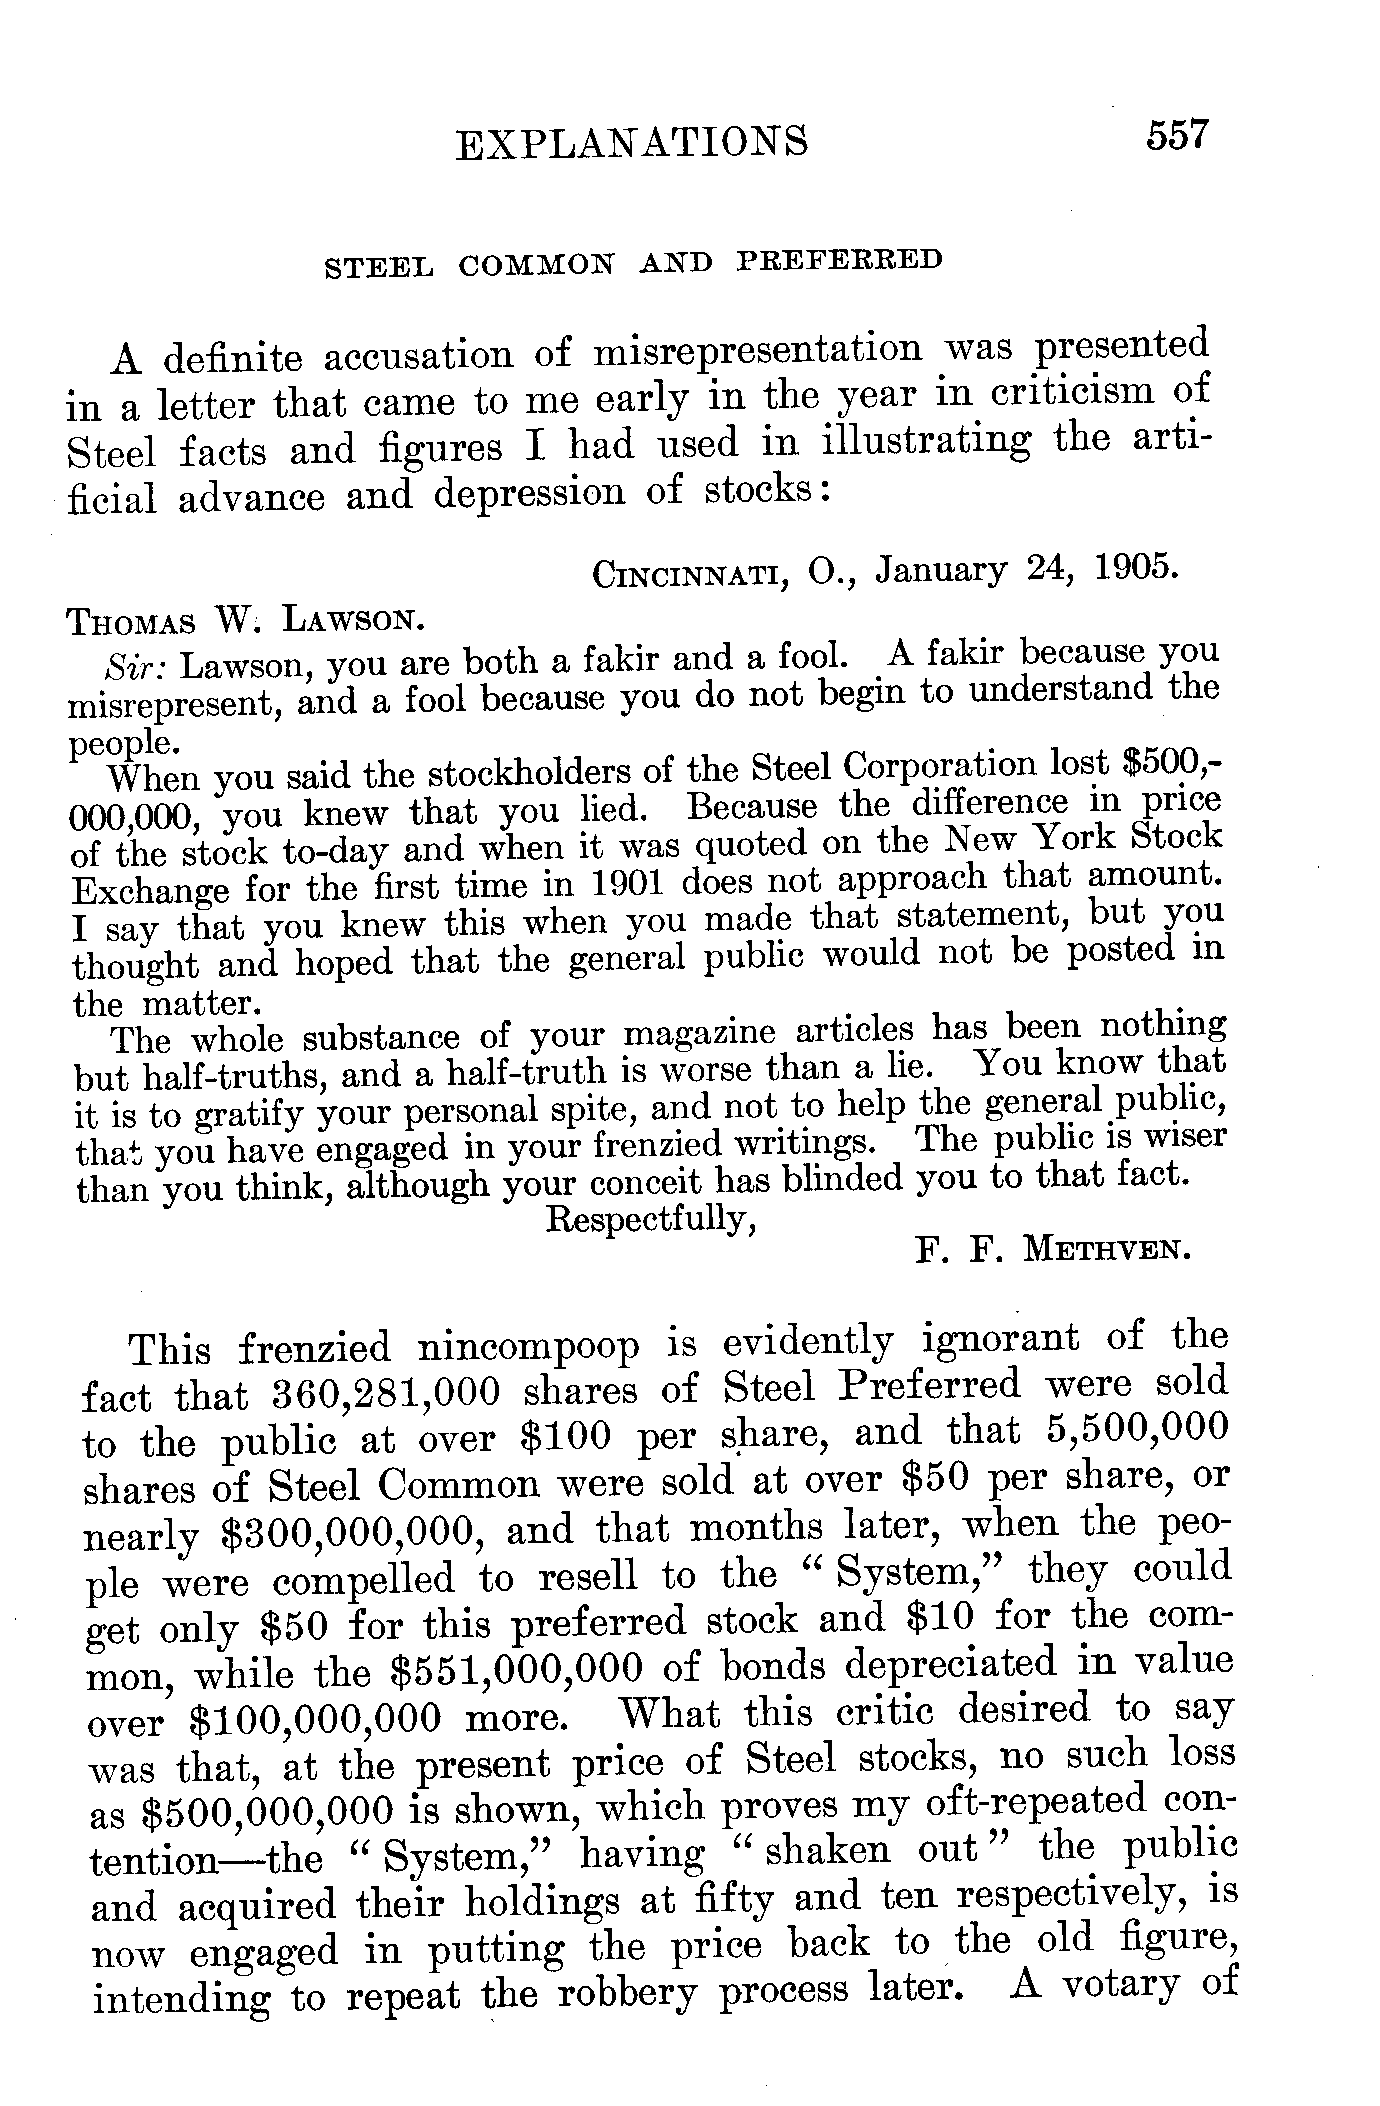 EXPLANATIONS 557
STEEL COMMON AND PREFERRED
A definite accusation of misrepresentation was presented
in a letter that came to me early in the year in criticism of
Steel facts and figures I had used in illustrating the arti-
ficial advance and depression of stocks:
CINCINNATI, O., January 24, 1905.
THOMAS W. LAWSON.
Sir: Lawson, you are both a fakir and a fool. A fakir because you
misrepresent, and a fool because you do not begin to understand the
people.
When you said the stockholders of the Steel Corporation lost $500,-
000,000, you knew that you lied. Because the difference in price
of the stock to-day and when it was quoted on the New York Stock
Exchange for the first time in 1901 does not approach that amount.
I say that you knew this when you made that statement, but you
thought and hoped that the general public would not be posted in
the matter.
The whole substance of your magazine articles has been nothing
but half-truths, and a half-truth is worse than a lie. You know that
it is to gratify your personal spite, and not to help the general public,
that you have engaged in your frenzied writings. The public is wiser
than you think, although your conceit has blinded you to that fact.
Respectfully,
F. F. METHVEN.
This frenzied nincompoop is evidently ignorant of the
fact that 360,281,000 shares of Steel Preferred were sold
to the public at over $100 per share, and that 5,500,000
shares of Steel Common were sold at over $50 per share, or
nearly $300,000,000, and that months later, when the peo-
ple were compelled to resell to the "System," they could
get only $50 for this preferred stock and $10 for the com-
mon, while the $551,000,000 of bonds depreciated in value
over $100,000,000 more. What this critic desired to say
was that, at the present price of Steel stocks, no such loss
as $500,000,000 is shown, which proves my oft-repeated con-
tention—the "System," having "shaken out" the public
and acquired their holdings at fifty and ten respectively, is
now engaged in putting the price back to the old figure,
intending to repeat the robbery process later. A votary of